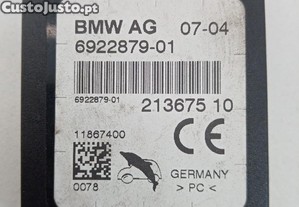 CustoJusto.pt
BMW AG 07-04
6922879-01
6922879-01
213675 10
11867400
0078
CE
GERMANY
> PC <